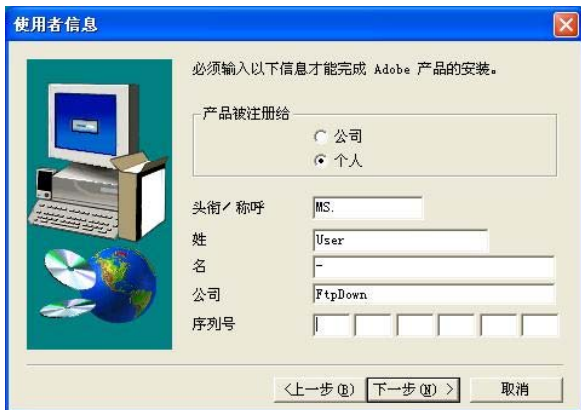 使用者信息
必须输入以下信息才能完成 Adobe 产品的安装。
产品被注册给
公司
个人
头衔/称呼 MS.
姓 User
名 -
公司 FtpDown
序列号
<上一步(B) 下一步(N) > 取消